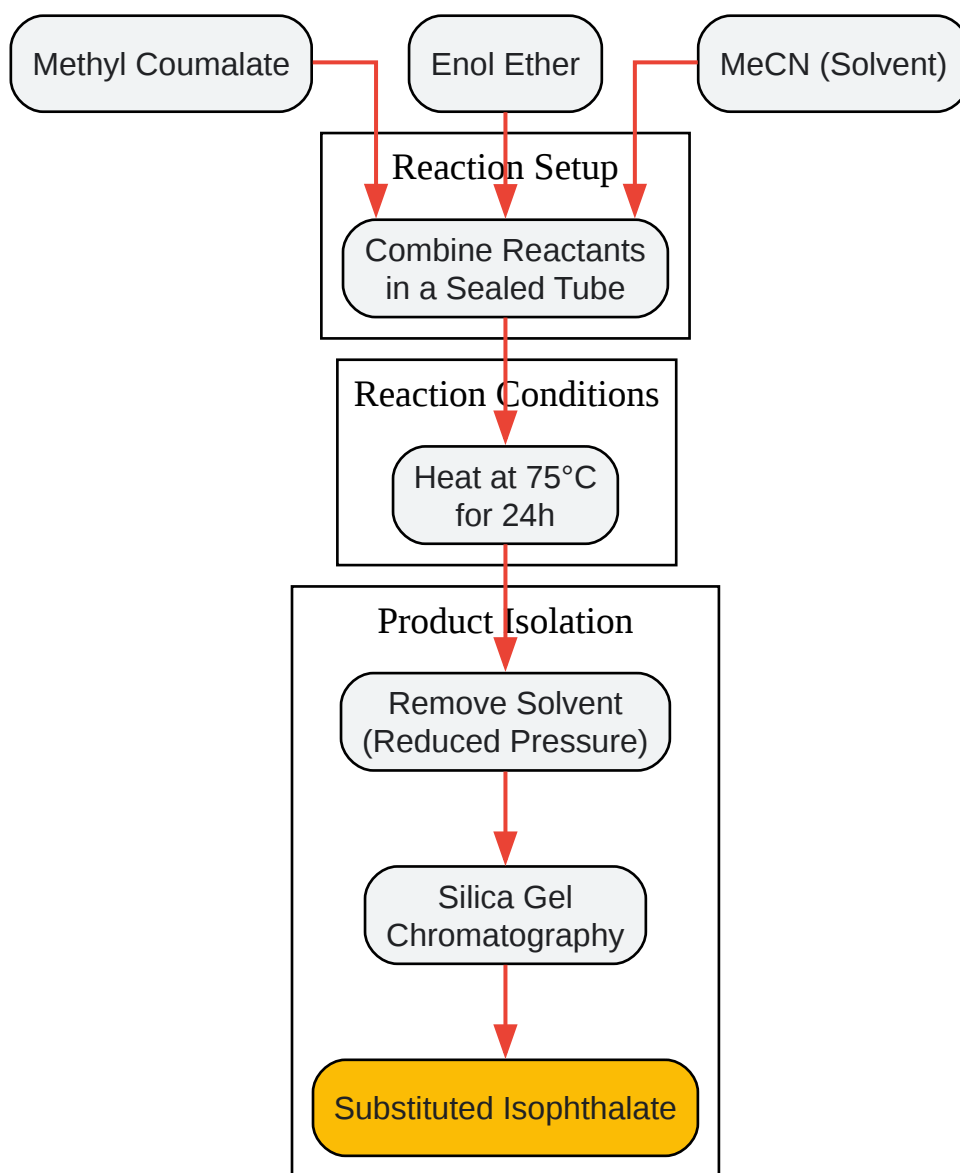 Methyl Coumalate
Enol Ether
MeCN (Solvent)
Reaction Setup
Combine Reactants
in a Sealed Tube
Reaction Conditions
Heat at 75°C
for 24h
Product Isolation
Remove Solvent
(Reduced Pressure)
Silica Gel
Chromatography
Substituted Isophthalate